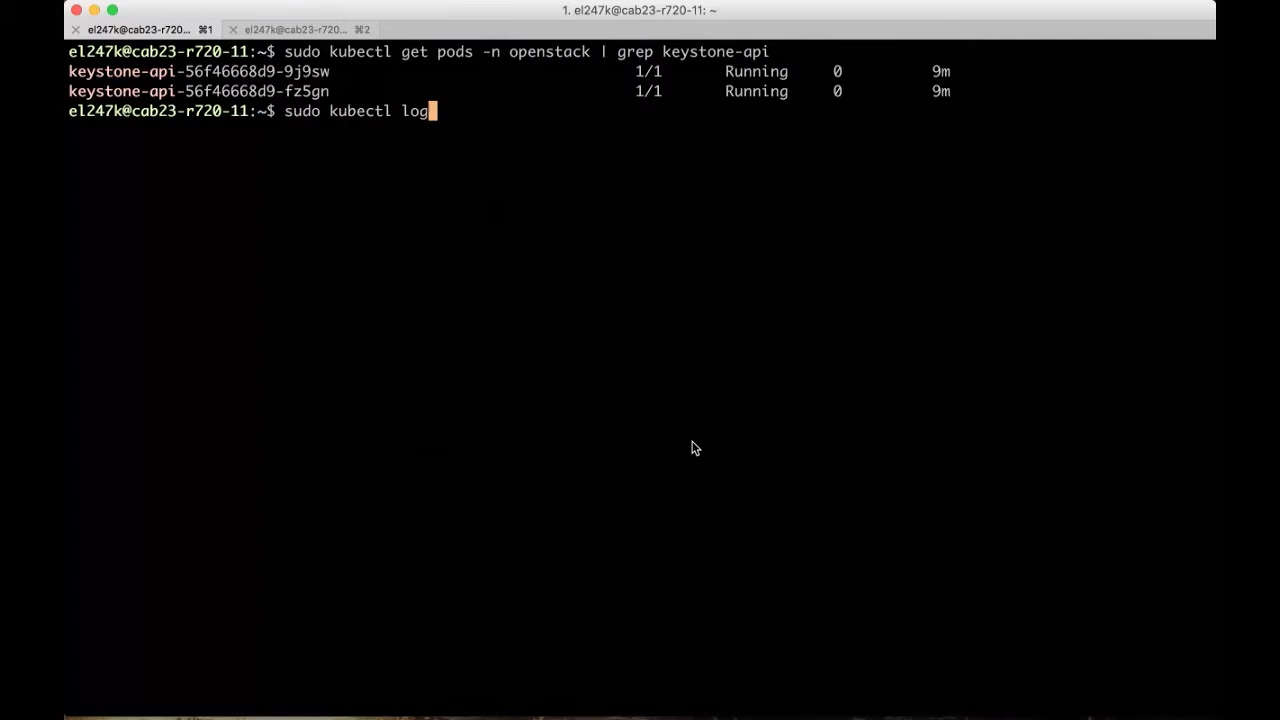 1. el247k@cab23-r720-11: ~
el247k@cab23-r720... ⌘1 el247k@cab23-r720... ⌘2
el247k@cab23-r720-11:~$ sudo kubectl get pods -n openstack | grep keystone-api
keystone-api-56f46668d9-9j9sw 1/1 Running 0 9m
keystone-api-56f46668d9-fz5gn 1/1 Running 0 9m
el247k@cab23-r720-11:~$ sudo kubectl log